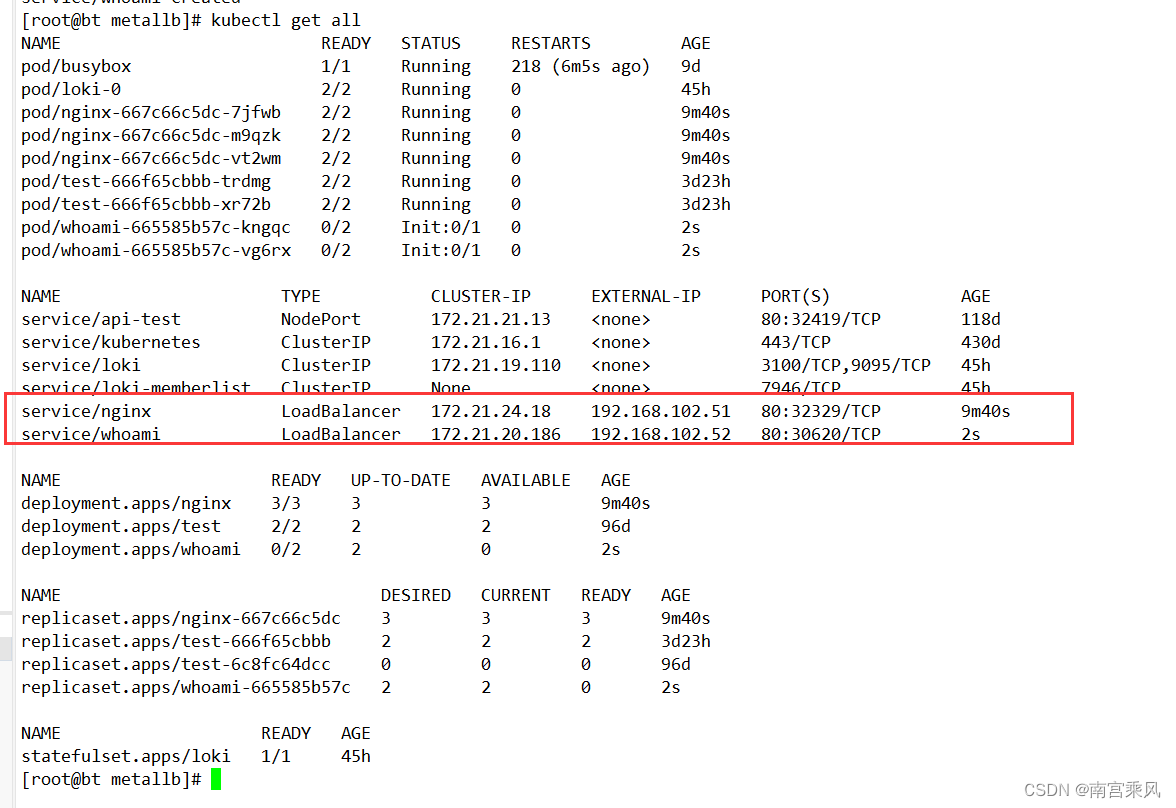 service/whoami created
[root@bt metallb]# kubectl get all
NAME READY STATUS RESTARTS AGE
pod/busybox 1/1 Running 218 (6m5s ago) 9d
pod/loki-0 2/2 Running 0 45h
pod/nginx-667c66c5dc-7jfwb 2/2 Running 0 9m40s
pod/nginx-667c66c5dc-m9qzk 2/2 Running 0 9m40s
pod/nginx-667c66c5dc-vt2wm 2/2 Running 0 9m40s
pod/test-666f65cbbb-trdmg 2/2 Running 0 3d23h
pod/test-666f65cbbb-xr72b 2/2 Running 0 3d23h
pod/whoami-665585b57c-kngqc 0/2 Init:0/1 0 2s
pod/whoami-665585b57c-vg6rx 0/2 Init:0/1 0 2s
NAME TYPE CLUSTER-IP EXTERNAL-IP PORT(S) AGE
service/api-test NodePort 172.21.21.13 <none> 80:32419/TCP 118d
service/kubernetes ClusterIP 172.21.16.1 <none> 443/TCP 430d
service/loki ClusterIP 172.21.19.110 <none> 3100/TCP,9095/TCP 45h
service/loki-memberlist ClusterIP None <none> 7946/TCP 45h
service/nginx LoadBalancer 172.21.24.18 192.168.102.51 80:32329/TCP 9m40s
service/whoami LoadBalancer 172.21.20.186 192.168.102.52 80:30620/TCP 2s
NAME READY UP-TO-DATE AVAILABLE AGE
deployment.apps/nginx 3/3 3 3 9m40s
deployment.apps/test 2/2 2 2 96d
deployment.apps/whoami 0/2 2 0 2s
NAME DESIRED CURRENT READY AGE
replicaset.apps/nginx-667c66c5dc 3 3 3 9m40s
replicaset.apps/test-666f65cbbb 2 2 2 3d23h
replicaset.apps/test-6c8fc64dcc 0 0 0 96d
replicaset.apps/whoami-665585b57c 2 2 0 2s
NAME READY AGE
statefulset.apps/loki 1/1 45h
[root@bt metallb]#
CSDN @南宫乘风